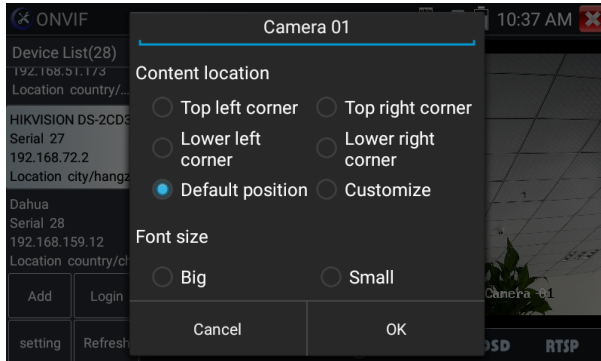 ONVIF
10:37 AM
Device List(28)
192.168.51.173
Location country/...
HIKVISION DS-2CD3
Serial 27
192.168.72.2
Location city/hangz
Dahua
Serial 28
192.168.159.12
Location country/ch
Add
Login
setting
Refresh
Camera 01
Content location
Top left corner
Top right corner
Lower left
corner
Lower right
corner
Default position
Customize
Font size
Big
Small
Cancel
OK
Camera 01
OSD
RTSP